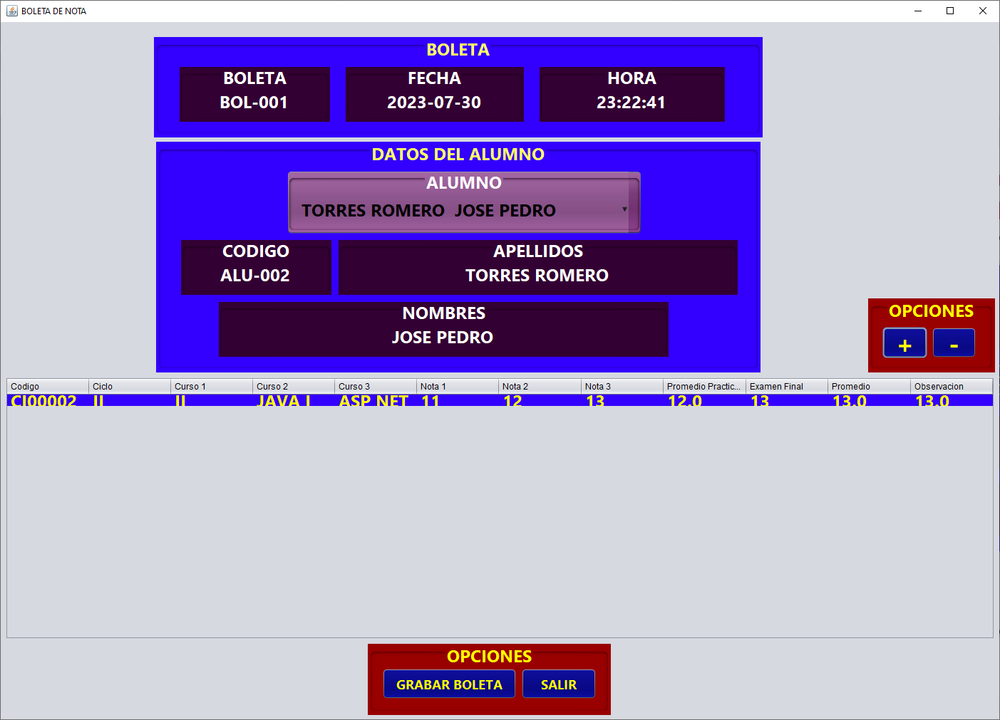 BOLETA DE NOTA
BOLETA
BOLETA FECHA HORA
BOL-001 2023-07-30 23:22:41
DATOS DEL ALUMNO
ALUMNO
TORRES ROMERO JOSE PEDRO
CODIGO APELLIDOS
ALU-002 TORRES ROMERO
NOMBRES
JOSE PEDRO
OPCIONES
+ -
Codigo Ciclo Curso 1 Curso 2 Curso 3 Nota 1 Nota 2 Nota 3 Promedio Practic... Examen Final Promedio Observacion
CI00002 II II JAVA I ASP NET 11 12 13 12.0 13 13.0 13.0
OPCIONES
GRABAR BOLETA SALIR